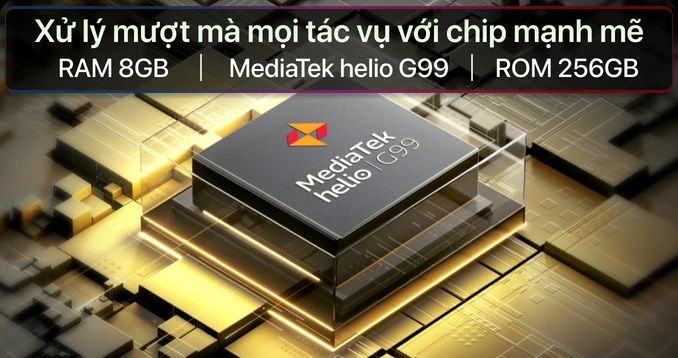 Xử lý mượt mà mọi tác vụ với chip mạnh mẽ
RAM 8GB | MediaTek helio G99 | ROM 256GB
MediaTek
helio | G99